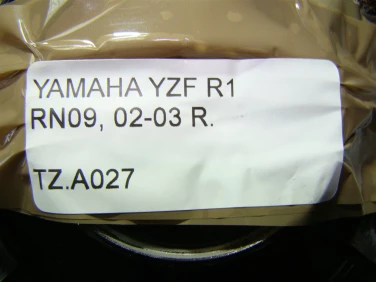 YAMAHA YZF R1
RN09, 02-03 R.
TZ.A027